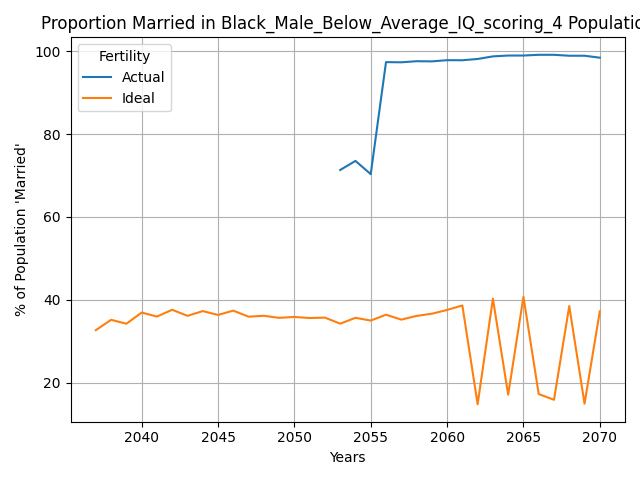 Proportion Married in Black_Male_Below_Average_IQ_scoring_4 Populatio
100
80
60
40
20
% of Population 'Married'
Fertility
Actual
Ideal
2040 2045 2050 2055 2060 2065 2070
Years